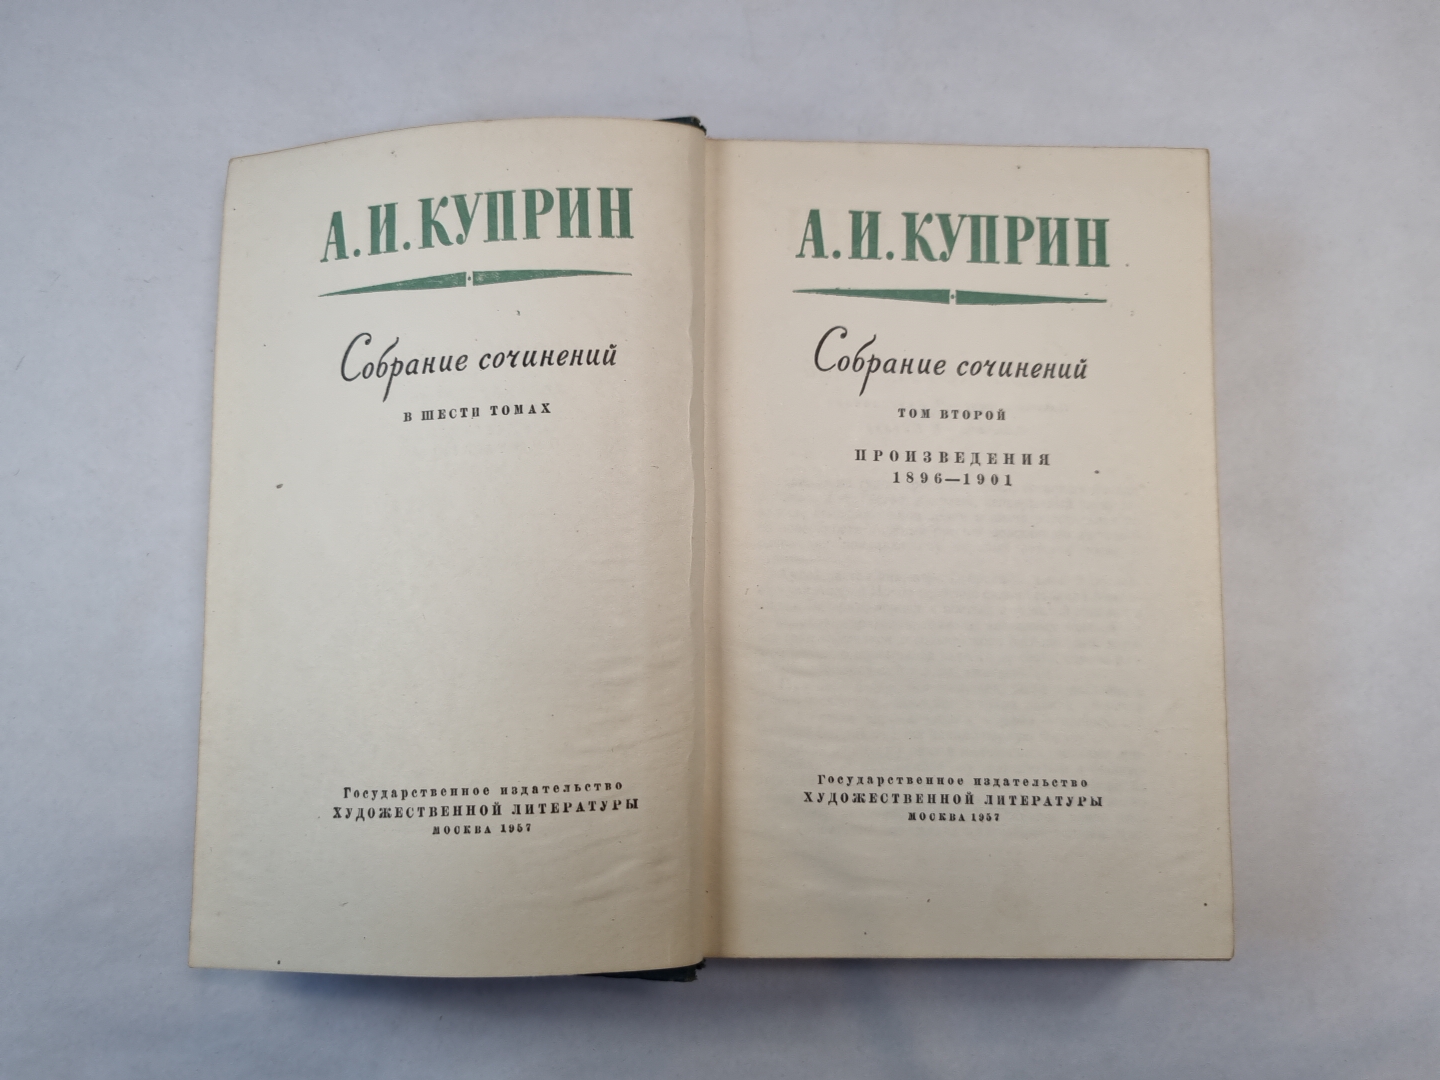 А. И. КУПРИН
Собрание сочинений
В ШЕСТИ ТОМАХ
Государственное издательство
ХУДОЖЕСТВЕННОЙ ЛИТЕРАТУРЫ
МОСКВА 1957
А. И. КУПРИН
Собрание сочинений
ТОМ ВТОРОЙ
ПРОИЗВЕДЕНИЯ
1896—1901
Государственное издательство
ХУДОЖЕСТВЕННОЙ ЛИТЕРАТУРЫ
МОСКВА 1957